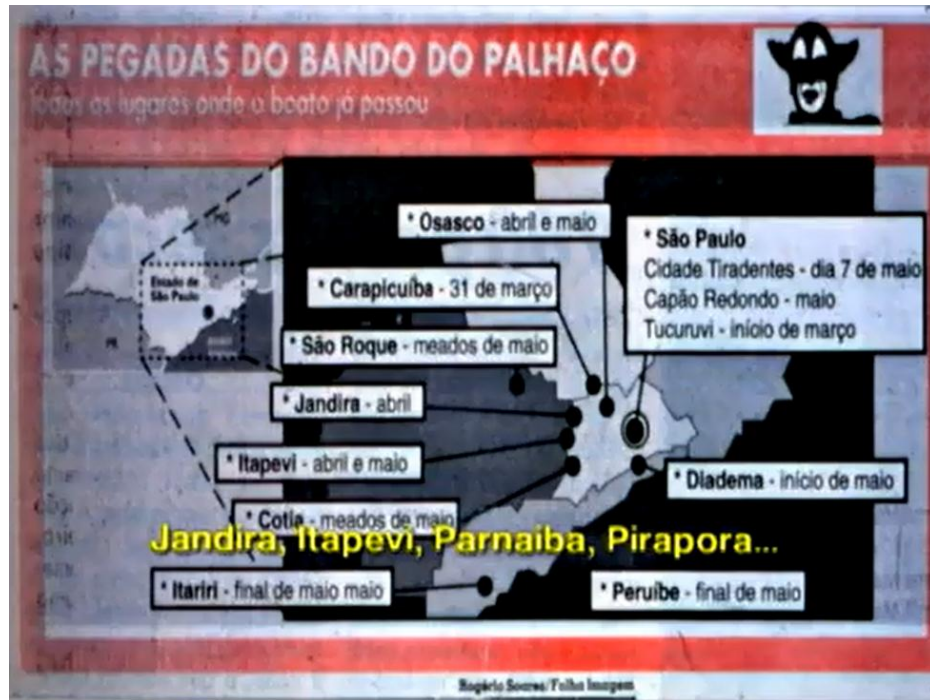 AS PEGADAS DO BANDO DO PALHAÇO
Todos os lugares onde o boato já passou
MG
Estado de
São Paulo
PR
* Osasco - abril e maio
* São Paulo
Cidade Tiradentes - dia 7 de maio
Capão Redondo - maio
Tucuruvi - início de março
* Carapicuíba - 31 de março
* São Roque - meados de maio
* Jandira - abril
* Itapevi - abril e maio
* Diadema - início de maio
* Cotia - meados de maio
Jandira, Itapevi, Parnaíba, Pirapora...
* Itariri - final de maio maio
* Peruíbe - final de maio
Rogério Soares/Folha Imagem